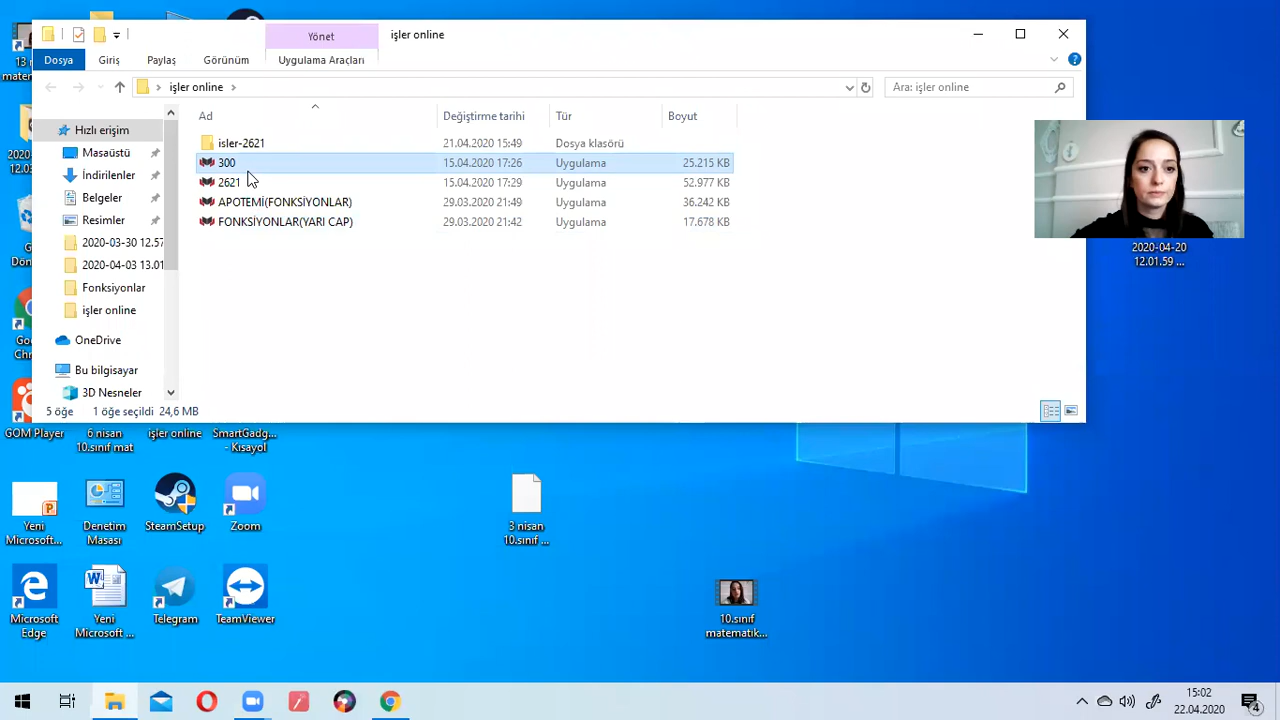 Yönet
işler online
Dosya
Giriş
Paylaş
Görünüm
Uygulama Araçları
işler online
Ara: işler online
Ad
Değiştirme tarihi
Tür
Boyut
Hızlı erişim
Masaüstü
İndirilenler
Belgeler
Resimler
2020-03-30 12.57
2020-04-03 13.01
Fonksiyonlar
işler online
OneDrive
Bu bilgisayar
3D Nesneler
isler-2621 21.04.2020 15:49 Dosya klasörü
300 15.04.2020 17:26 Uygulama 25.215 KB
2621 15.04.2020 17:29 Uygulama 52.977 KB
APOTEMİ(FONKSİYONLAR) 29.03.2020 21:49 Uygulama 36.242 KB
FONKSİYONLAR(YARI CAP) 29.03.2020 21:42 Uygulama 17.678 KB
5 öğe 1 öğe seçildi 24,6 MB
2020-04-20
12.01.59 ...
GOM Player
6 nisan
10.sınıf mat
işler online
SmartGadg...
- Kısayol
Yeni
Microsoft...
Denetim
Masası
SteamSetup
Zoom
3 nisan
10.sınıf ...
Microsoft
Edge
Yeni
Microsoft ...
Telegram
TeamViewer
10.sınıf
matematik...
15:02
22.04.2020
4